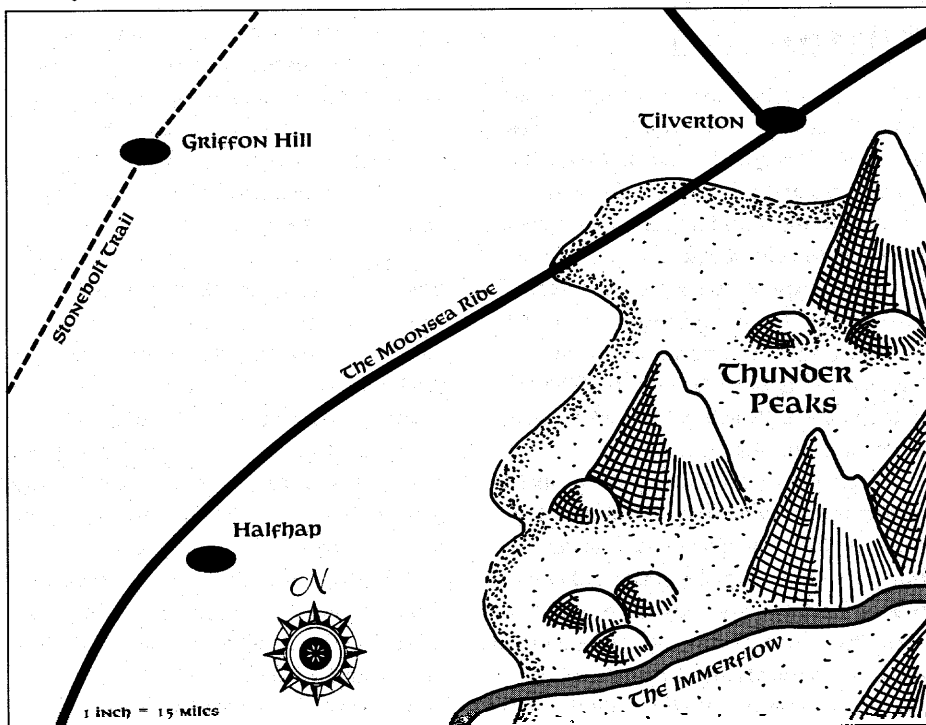 Tilverton
Griffon Hill
Stonebolt Trail
The Moonsea Ride
Thunder
Peaks
Halfhap
N
The Immerflow
1 inch = 15 miles